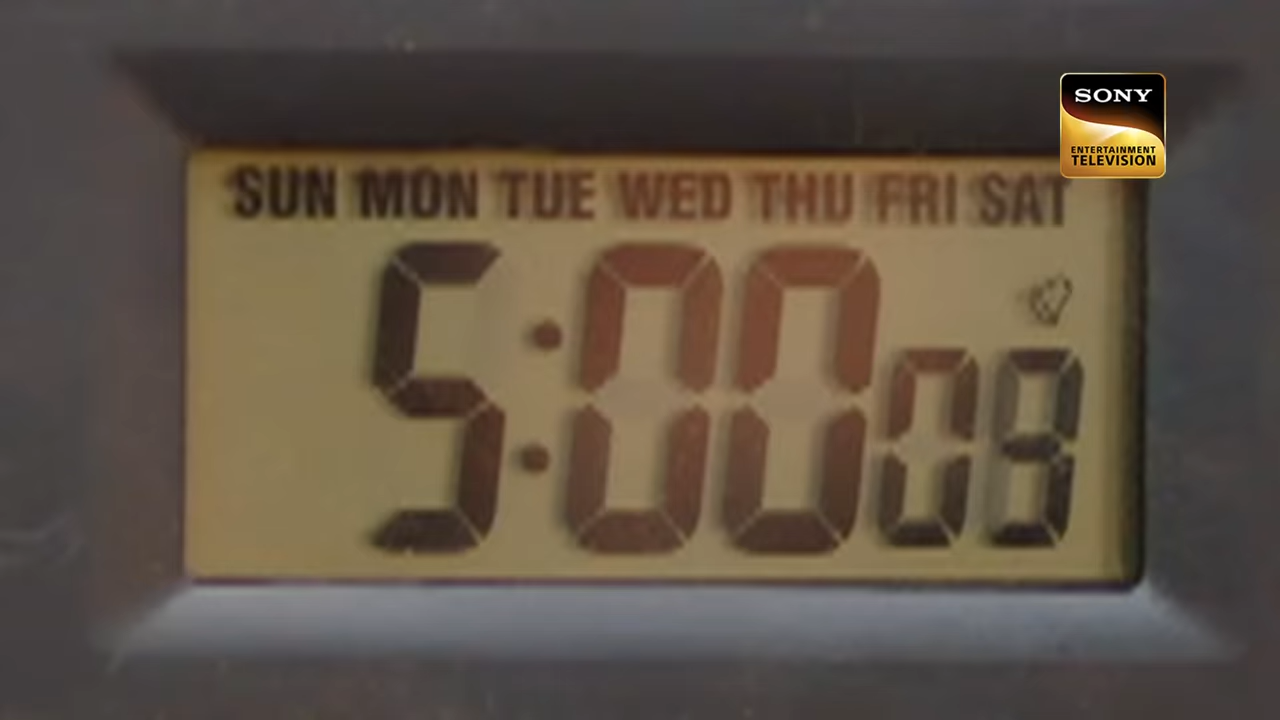 SONY
ENTERTAINMENT
TELEVISION
SUN MON TUE WED THU FRI SAT
5:00 08